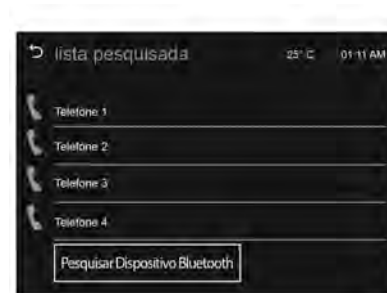 lista pesquisada 25° C 01:11 AM
Telefone 1
Telefone 2
Telefone 3
Telefone 4
Pesquisar Dispositivo Bluetooth